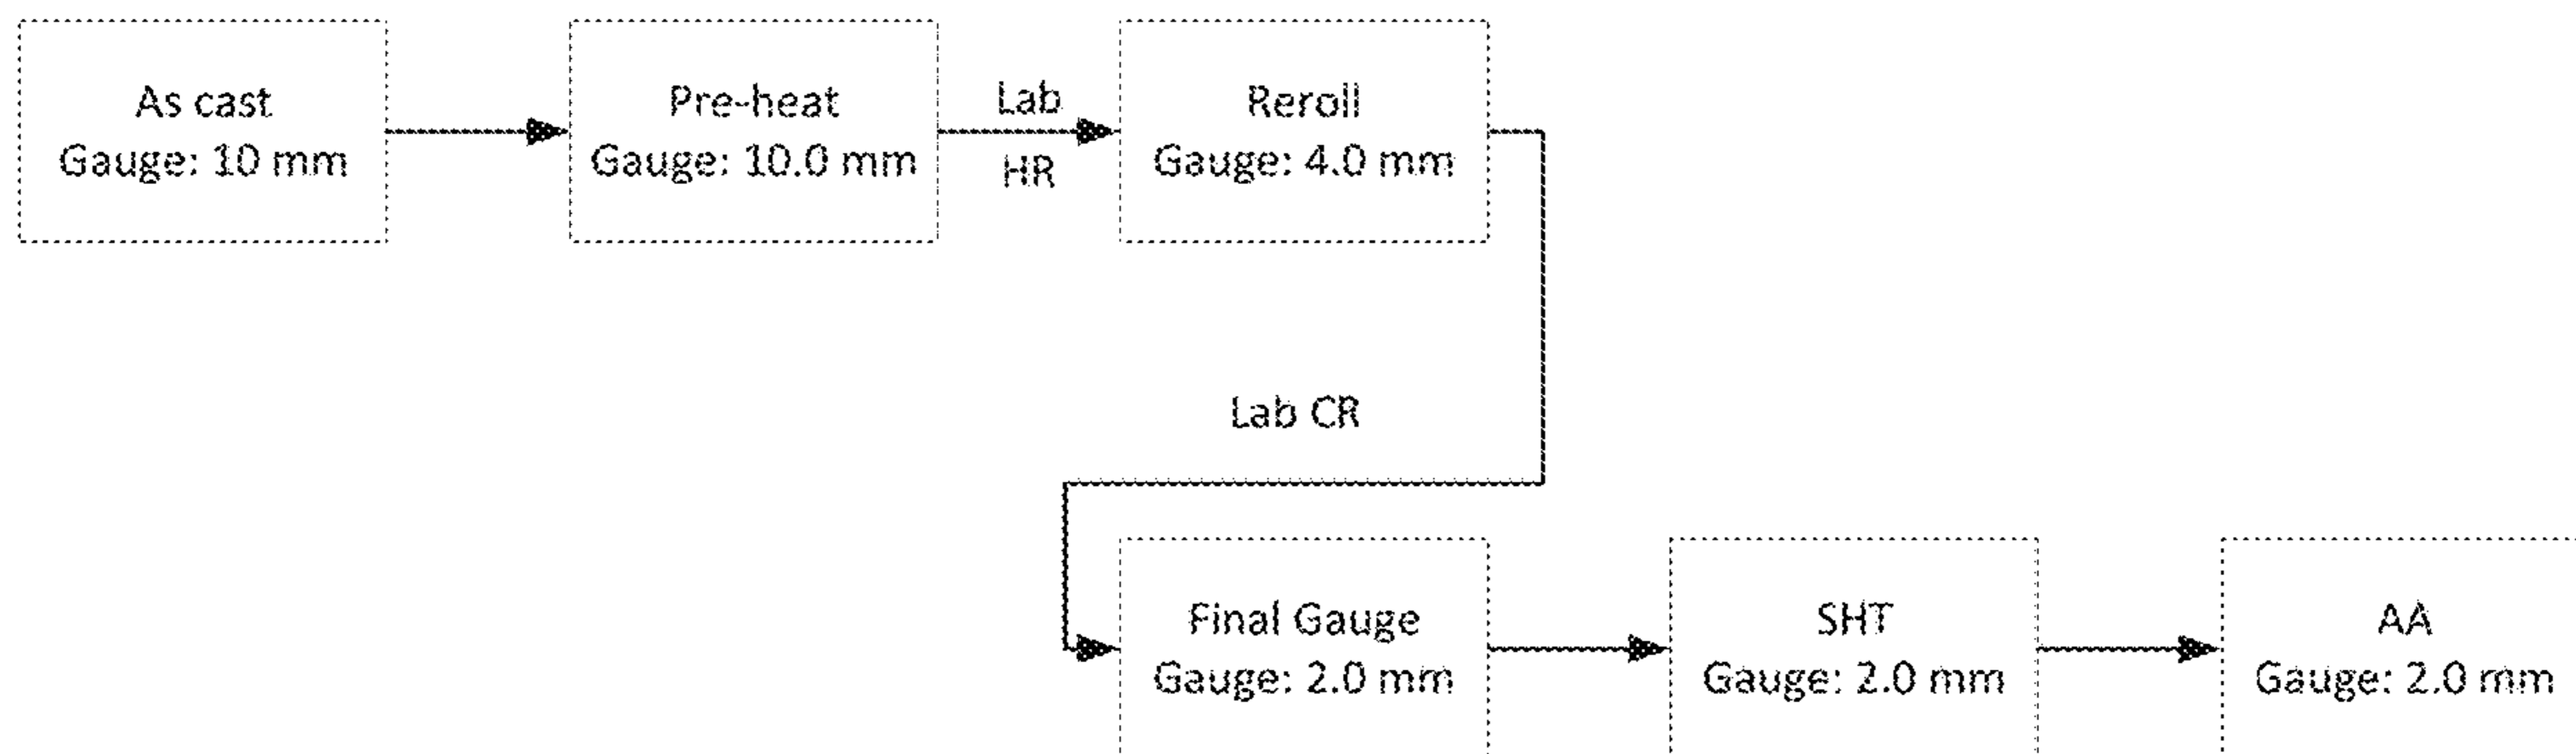 As cast
Gauge: 10 mm
Pre-heat
Gauge: 10.0 mm
Lab
HR
Reroll
Gauge: 4.0 mm
Lab CR
Final Gauge
Gauge: 2.0 mm
SHT
Gauge: 2.0 mm
AA
Gauge: 2.0 mm